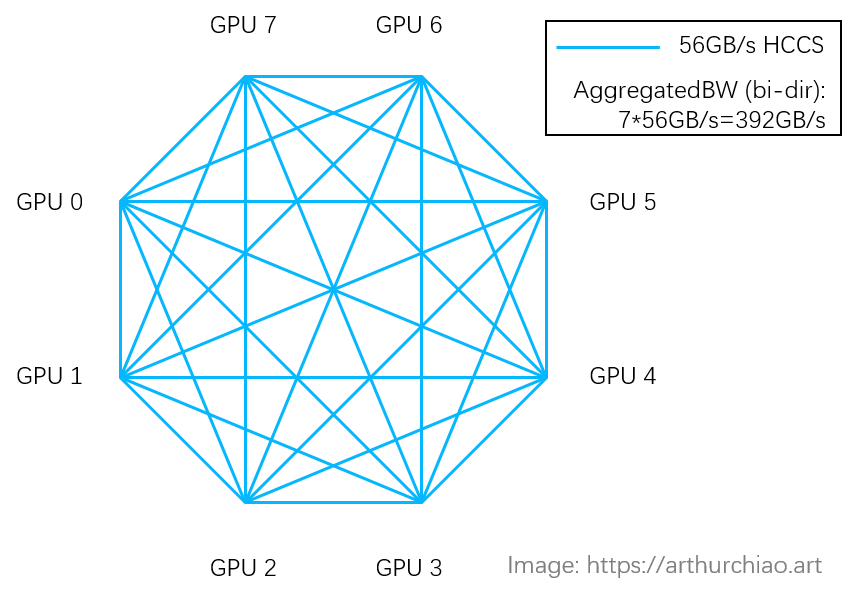 GPU 7
GPU 6
56GB/s HCCS
AggregatedBW (bi-dir):
7*56GB/s=392GB/s
GPU 0
GPU 5
GPU 1
GPU 4
GPU 2
GPU 3
Image: https://arthurchiao.art